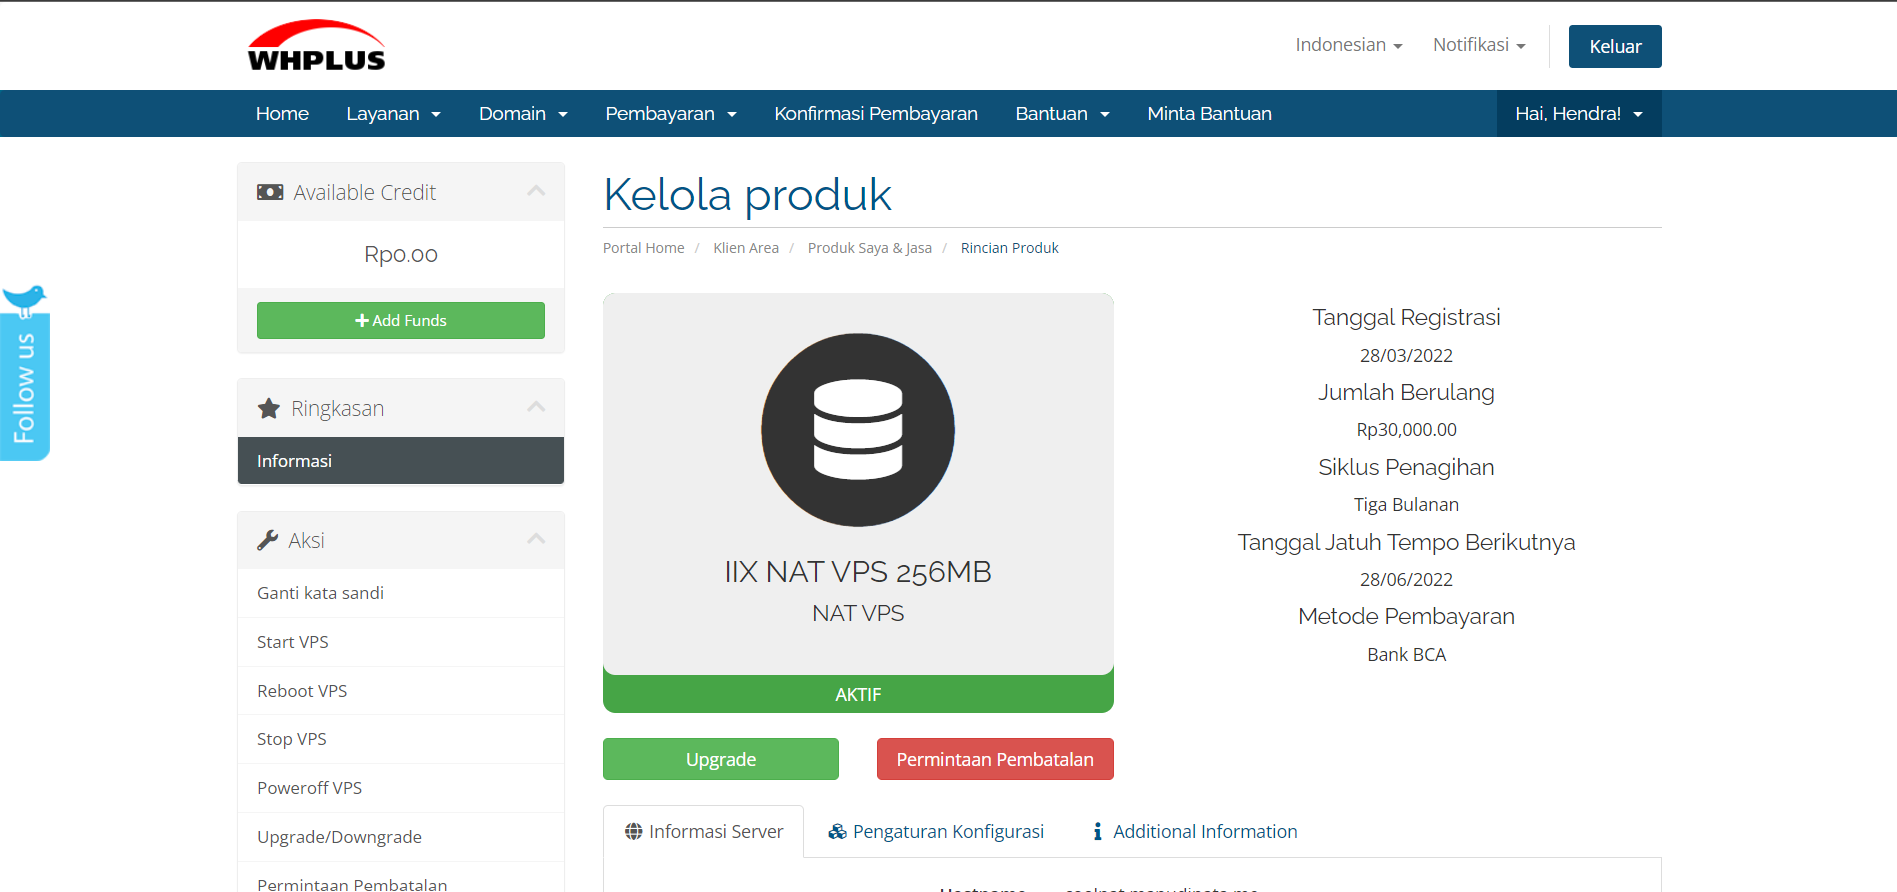 WHPLUS
Indonesian
Notifikasi
Keluar
Home
Layanan
Domain
Pembayaran
Konfirmasi Pembayaran
Bantuan
Minta Bantuan
Hai, Hendra!
Follow us
Available Credit
Rp0.00
Add Funds
Ringkasan
Informasi
Aksi
Ganti kata sandi
Start VPS
Reboot VPS
Stop VPS
Poweroff VPS
Upgrade/Downgrade
Permintaan Pembatalan
Kelola produk
Portal Home / Klien Area / Produk Saya & Jasa / Rincian Produk
IIX NAT VPS 256MB
NAT VPS
AKTIF
Upgrade
Permintaan Pembatalan
Tanggal Registrasi
28/03/2022
Jumlah Berulang
Rp30,000.00
Siklus Penagihan
Tiga Bulanan
Tanggal Jatuh Tempo Berikutnya
28/06/2022
Metode Pembayaran
Bank BCA
Informasi Server
Pengaturan Konfigurasi
Additional Information
Hostname